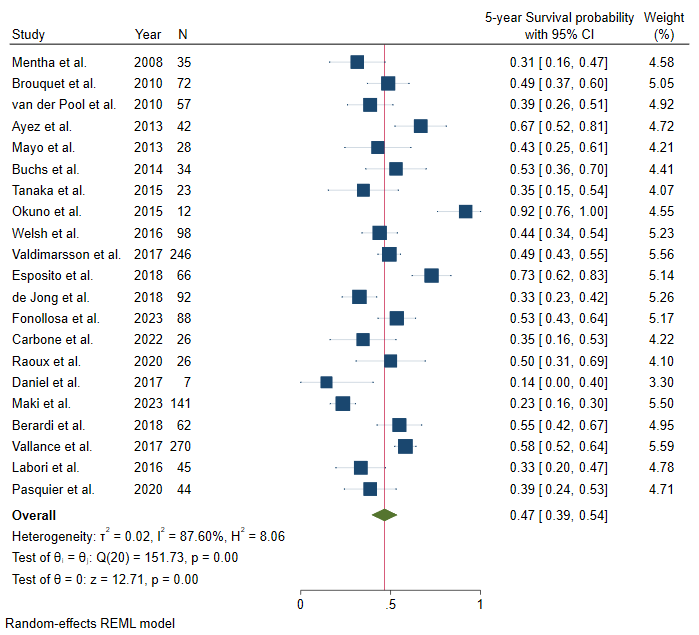 5-year Survival probability Weight
Study Year N with 95% CI (%)
Mentha et al. 2008 35 0.31 [ 0.16, 0.47] 4.58
Brouquet et al. 2010 72 0.49 [ 0.37, 0.60] 5.05
van der Pool et al. 2010 57 0.39 [ 0.26, 0.51] 4.92
Ayez et al. 2013 42 0.67 [ 0.52, 0.81] 4.72
Mayo et al. 2013 28 0.43 [ 0.25, 0.61] 4.21
Buchs et al. 2014 34 0.53 [ 0.36, 0.70] 4.41
Tanaka et al. 2015 23 0.35 [ 0.15, 0.54] 4.07
Okuno et al. 2015 12 0.92 [ 0.76, 1.00] 4.55
Welsh et al. 2016 98 0.44 [ 0.34, 0.54] 5.23
Valdimarsson et al. 2017 246 0.49 [ 0.43, 0.55] 5.56
Esposito et al. 2018 66 0.73 [ 0.62, 0.83] 5.14
de Jong et al. 2018 92 0.33 [ 0.23, 0.42] 5.26
Fonollosa et al. 2023 88 0.53 [ 0.43, 0.64] 5.17
Carbone et al. 2022 26 0.35 [ 0.16, 0.53] 4.22
Raoux et al. 2020 26 0.50 [ 0.31, 0.69] 4.10
Daniel et al. 2017 7 0.14 [ 0.00, 0.40] 3.30
Maki et al. 2023 141 0.23 [ 0.16, 0.30] 5.50
Berardi et al. 2018 62 0.55 [ 0.42, 0.67] 4.95
Vallance et al. 2017 270 0.58 [ 0.52, 0.64] 5.59
Labori et al. 2016 45 0.33 [ 0.20, 0.47] 4.78
Pasquier et al. 2020 44 0.39 [ 0.24, 0.53] 4.71
Overall 0.47 [ 0.39, 0.54]
Heterogeneity: τ² = 0.02, I² = 87.60%, H² = 8.06
Test of θᵢ = θⱼ: Q(20) = 151.73, p = 0.00
Test of θ = 0: z = 12.71, p = 0.00
0 .5 1
Random-effects REML model